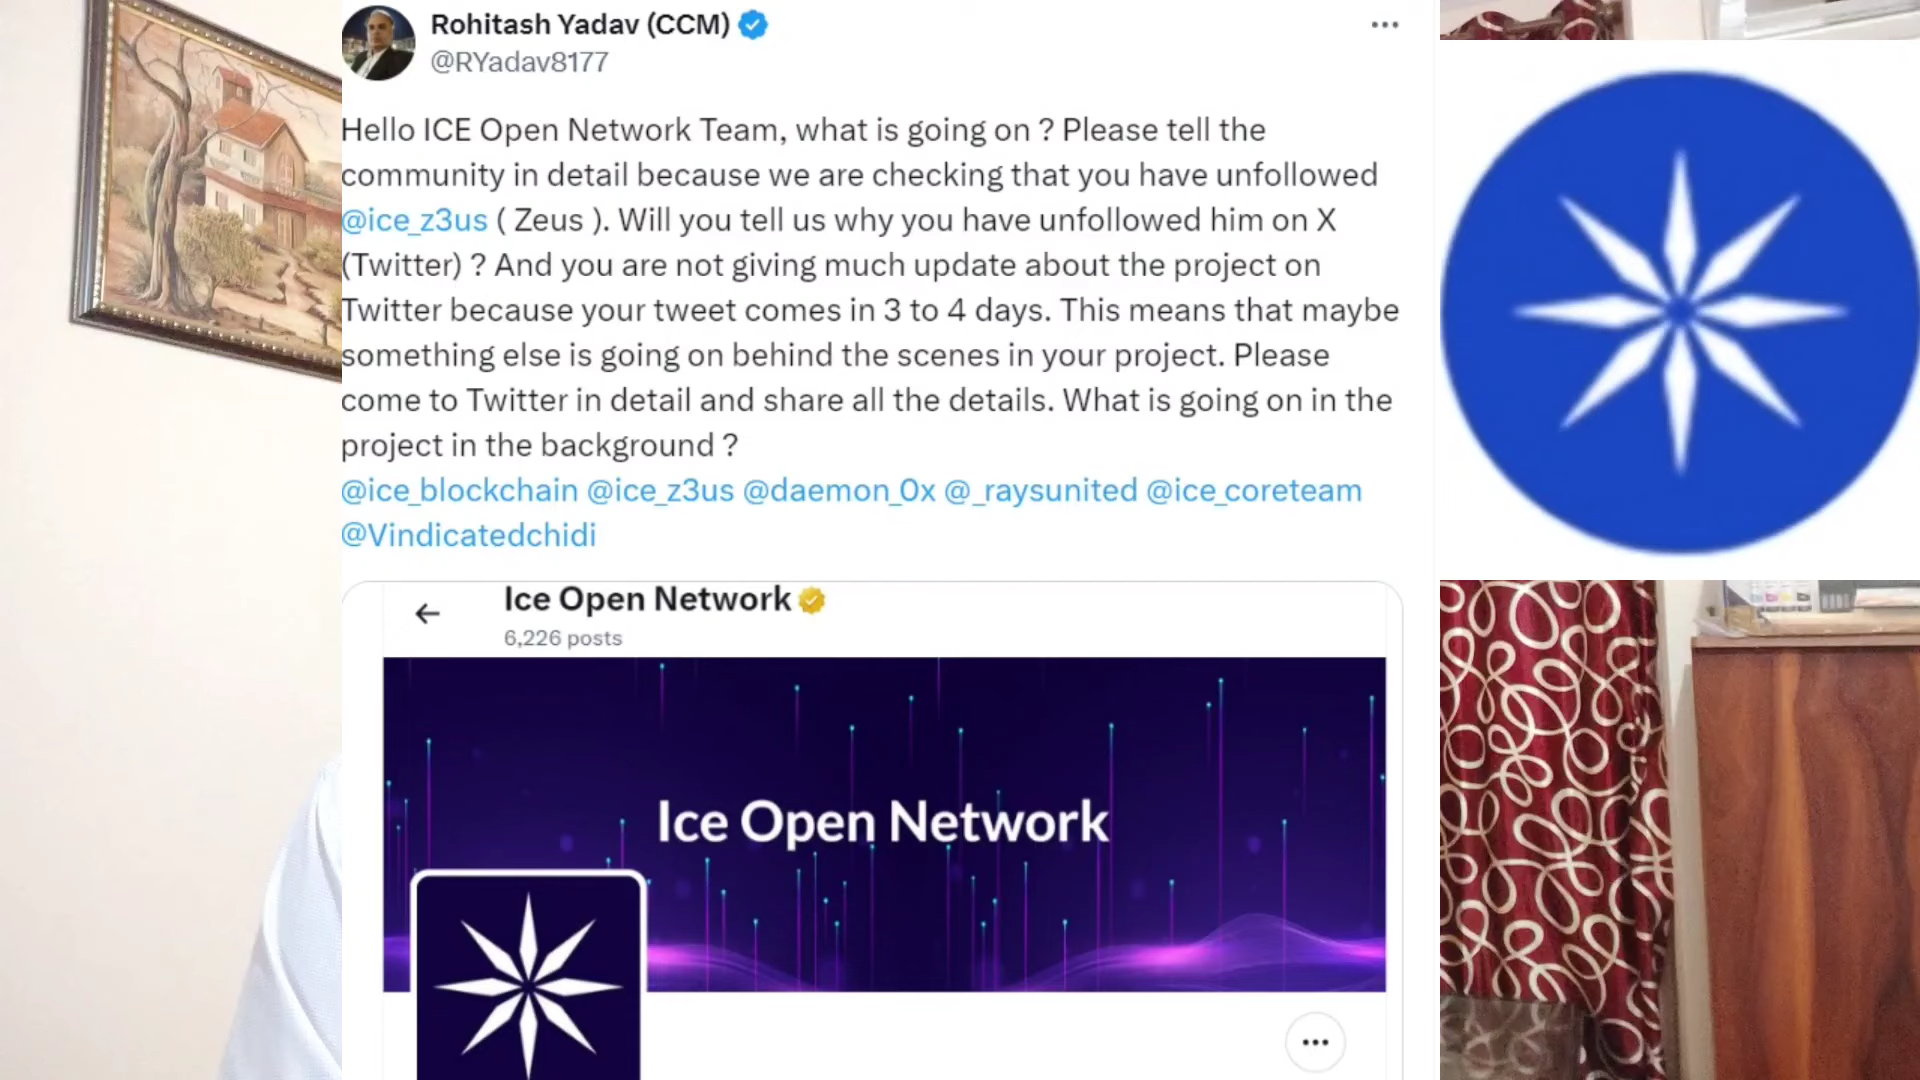 Rohitash Yadav (CCM)
@RYadav8177
Hello ICE Open Network Team, what is going on ? Please tell the
community in detail because we are checking that you have unfollowed
@ice_z3us ( Zeus ). Will you tell us why you have unfollowed him on X
(Twitter) ? And you are not giving much update about the project on
Twitter because your tweet comes in 3 to 4 days. This means that maybe
something else is going on behind the scenes in your project. Please
come to Twitter in detail and share all the details. What is going on in the
project in the background ?
@ice_blockchain @ice_z3us @daemon_0x @_raysunited @ice_coreteam
@Vindicatedchidi
Ice Open Network
6,226 posts
Ice Open Network